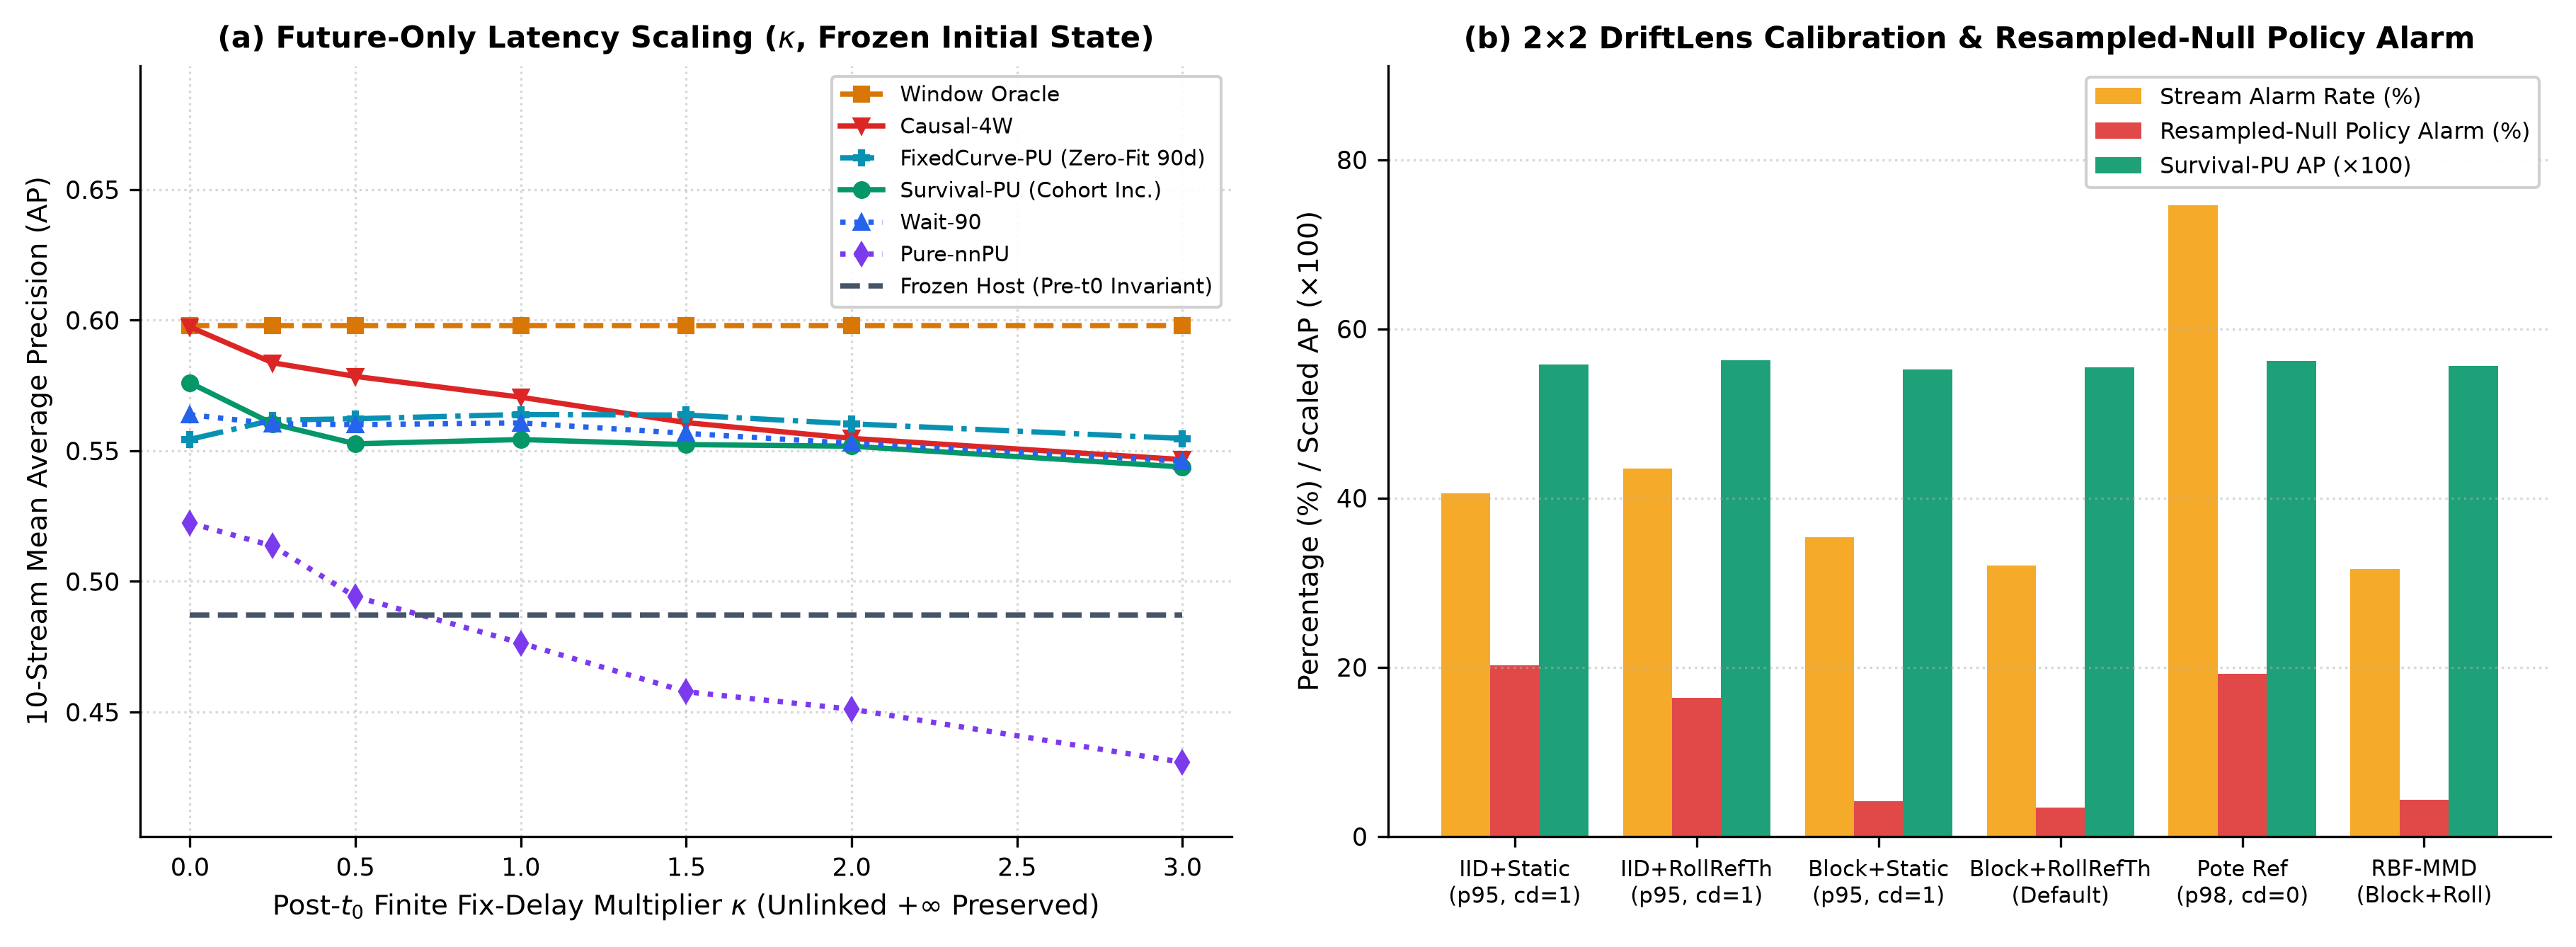 (a) Future-Only Latency Scaling (κ, Frozen Initial State)
10-Stream Mean Average Precision (AP)
0.65
0.60
0.55
0.50
0.45
Window Oracle
Causal-4W
FixedCurve-PU (Zero-Fit 90d)
Survival-PU (Cohort Inc.)
Wait-90
Pure-nnPU
Frozen Host (Pre-t0 Invariant)
0.0 0.5 1.0 1.5 2.0 2.5 3.0
Post-t₀ Finite Fix-Delay Multiplier κ (Unlinked +∞ Preserved)
(b) 2×2 DriftLens Calibration & Resampled-Null Policy Alarm
Percentage (%) / Scaled AP (×100)
80
60
40
20
0
Stream Alarm Rate (%)
Resampled-Null Policy Alarm (%)
Survival-PU AP (×100)
IID+Static IID+RollRefTh Block+Static Block+RollRefTh Pote Ref RBF-MMD
(p95, cd=1) (p95, cd=1) (p95, cd=1) (Default) (p98, cd=0) (Block+Roll)